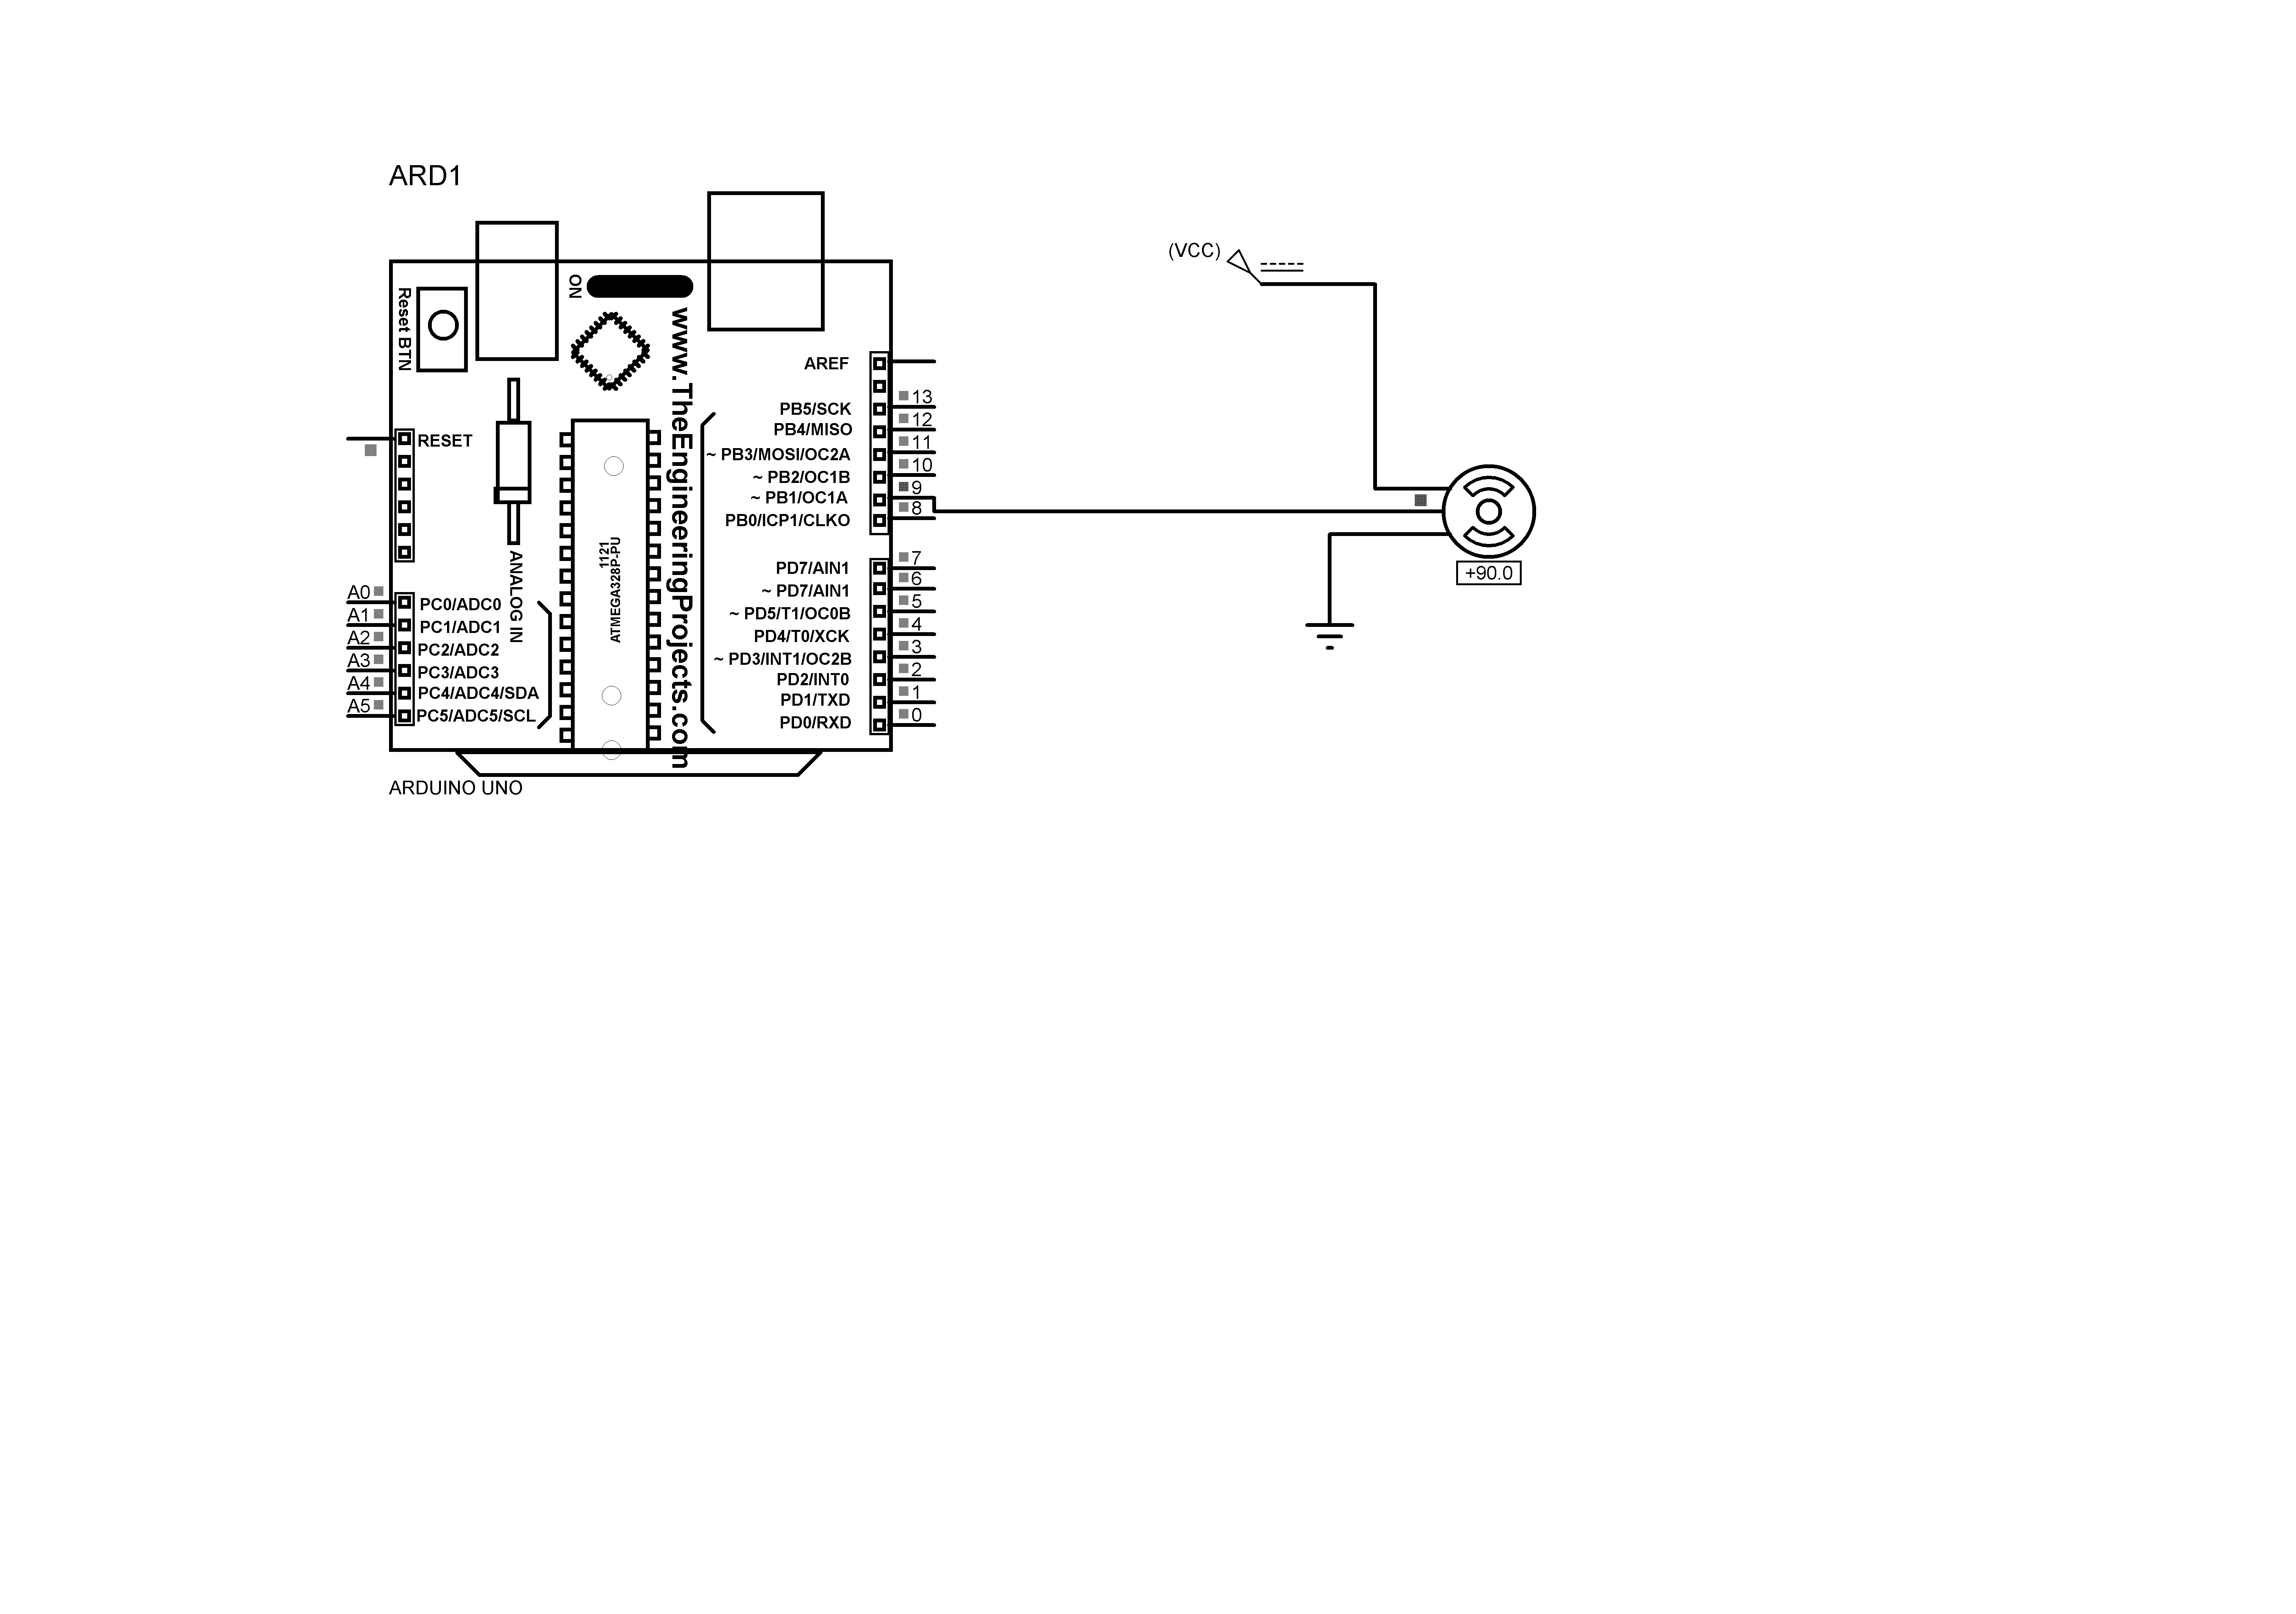 ARD1
(VCC)
ON
Reset BTN
www.TheEngineeringProjects.com
AREF
13
PB5/SCK
12
PB4/MISO
11
~ PB3/MOSI/OC2A
10
~ PB2/OC1B
9
~ PB1/OC1A
8
PB0/ICP1/CLKO
RESET
ANALOG IN
1121
ATMEGA328P-PU
7
PD7/AIN1
6
~ PD7/AIN1
5
~ PD5/T1/OC0B
4
PD4/T0/XCK
3
~ PD3/INT1/OC2B
2
PD2/INT0
1
PD1/TXD
0
PD0/RXD
A0
PC0/ADC0
A1
PC1/ADC1
A2
PC2/ADC2
A3
PC3/ADC3
A4
PC4/ADC4/SDA
A5
PC5/ADC5/SCL
+90.0
ARDUINO UNO